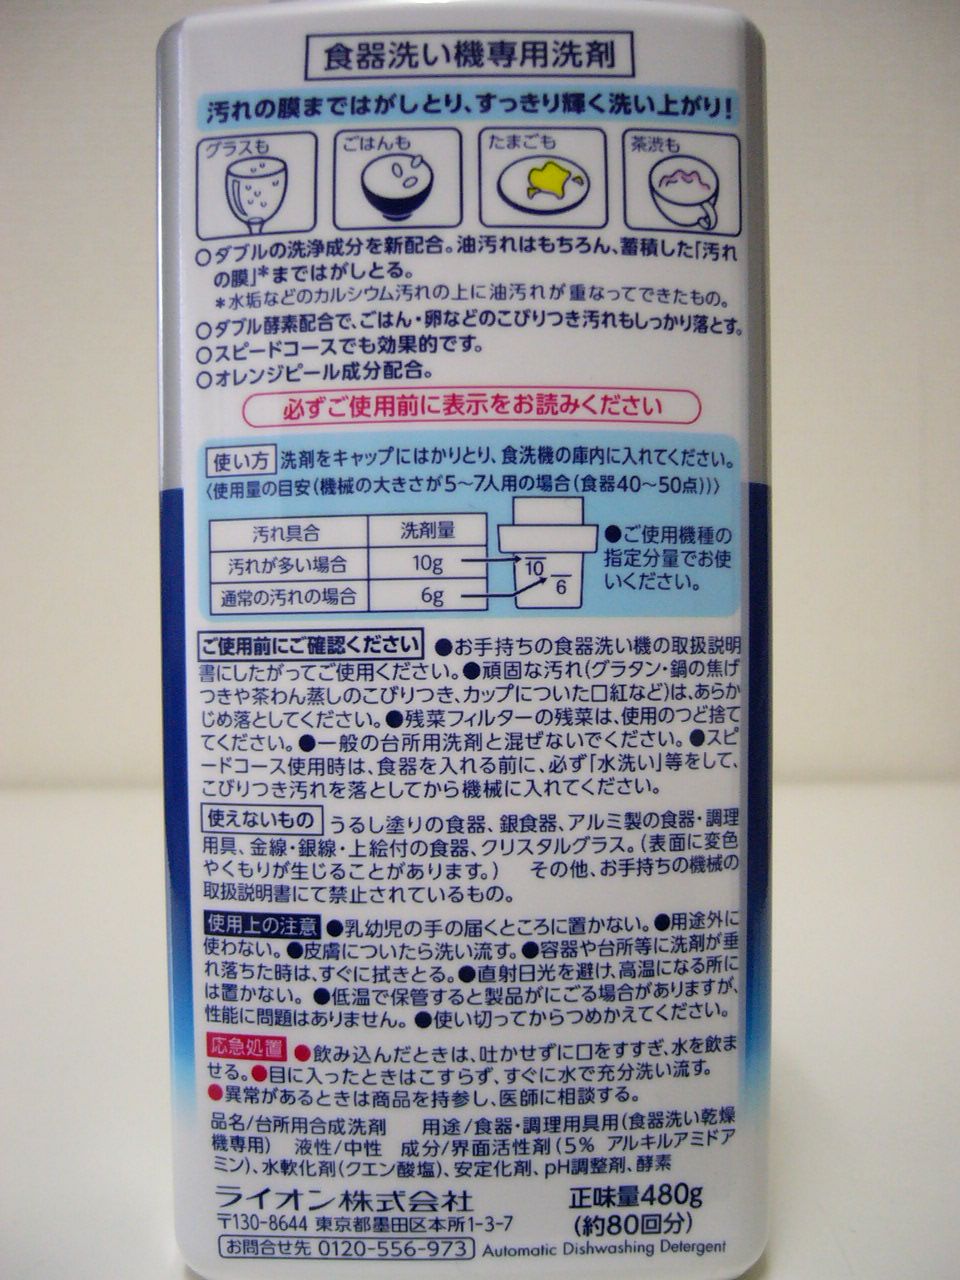 食器洗い機専用洗剤
汚れの膜まではがしとり、すっきり輝く洗い上がり!
グラスも ごはんも たまごも 茶渋も
○ダブルの洗浄成分を新配合。油汚れはもちろん、蓄積した「汚れ
の膜」*まではがしとる。
*水垢などのカルシウム汚れの上に油汚れが重なってできたもの。
○ダブル酵素配合で、ごはん・卵などのこびりつき汚れもしっかり落とす。
○スピードコースでも効果的です。
○オレンジピール成分配合。
必ずご使用前に表示をお読みください
使い方 洗剤をキャップにはかりとり、食洗機の庫内に入れてください。
〈使用量の目安(機械の大きさが5~7人用の場合(食器40~50点))〉
汚れ具合 洗剤量
汚れが多い場合 10g
通常の汚れの場合 6g
10
6
●ご使用機種の
指定分量でお使
いください。
ご使用前にご確認ください ●お手持ちの食器洗い機の取扱説明
書にしたがってご使用ください。●頑固な汚れ(グラタン・鍋の焦げ
つきや茶わん蒸しのこびりつき、カップについた口紅など)は、あらか
じめ落としてください。●残菜フィルターの残菜は、使用のつど捨て
てください。●一般の台所用洗剤と混ぜないでください。●スピ
ードコース使用時は、食器を入れる前に、必ず「水洗い」等をして、
こびりつき汚れを落としてから機械に入れてください。
使えないもの うるし塗りの食器、銀食器、アルミ製の食器・調理
用具、金線・銀線・上絵付の食器、クリスタルグラス。(表面に変色
やくもりが生じることがあります。) その他、お手持ちの機械の
取扱説明書にて禁止されているもの。
使用上の注意 ●乳幼児の手の届くところに置かない。●用途外に
使わない。●皮膚についたら洗い流す。●容器や台所等に洗剤が垂
れ落ちた時は、すぐに拭きとる。●直射日光を避け、高温になる所に
は置かない。●低温で保管すると製品がにごる場合がありますが、
性能に問題はありません。●使い切ってからつめかえてください。
応急処置 ●飲み込んだときは、吐かせずに口をすすぎ、水を飲ま
せる。●目に入ったときはこすらず、すぐに水で充分洗い流す。
●異常があるときは商品を持参し、医師に相談する。
品名/台所用合成洗剤 用途/食器・調理用具用(食器洗い乾燥
機専用) 液性/中性 成分/界面活性剤(5% アルキルアミドア
ミン)、水軟化剤(クエン酸塩)、安定化剤、pH調整剤、酵素
ライオン株式会社 正味量480g
〒130-8644 東京都墨田区本所1-3-7 (約80回分)
お問合せ先 0120-556-973 Automatic Dishwashing Detergent